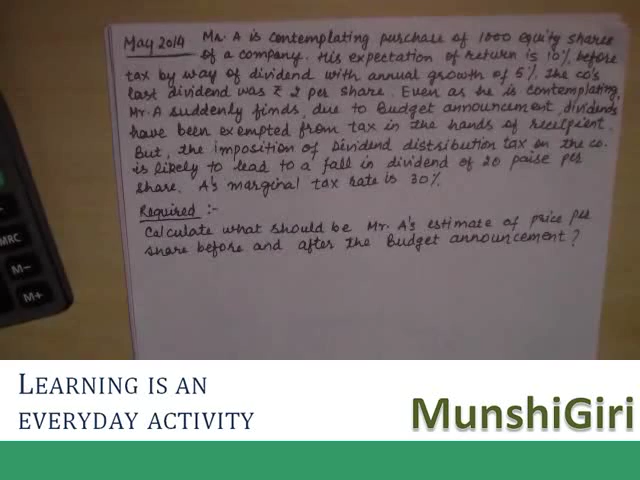 May 2014 Mr. A is contemplating purchase of 1000 equity shares
of a company. His expectation of return is 10% before
tax by way of dividend with annual growth of 5%. The co's
last dividend was ₹ 2 per share. Even as he is contemplating,
Mr. A suddenly finds, due to Budget announcement, dividends
have been exempted from tax in the hands of receipient.
But, the imposition of Dividend distribution tax on the co.
is likely to lead to a fall in dividend of 20 paise per
share. A's marginal tax rate is 30%.
Required :-
Calculate what should be Mr. A's estimate of price per
share before and after the Budget announcement?
MRC
M−
M+
LEARNING IS AN
EVERYDAY ACTIVITY
MunshiGiri